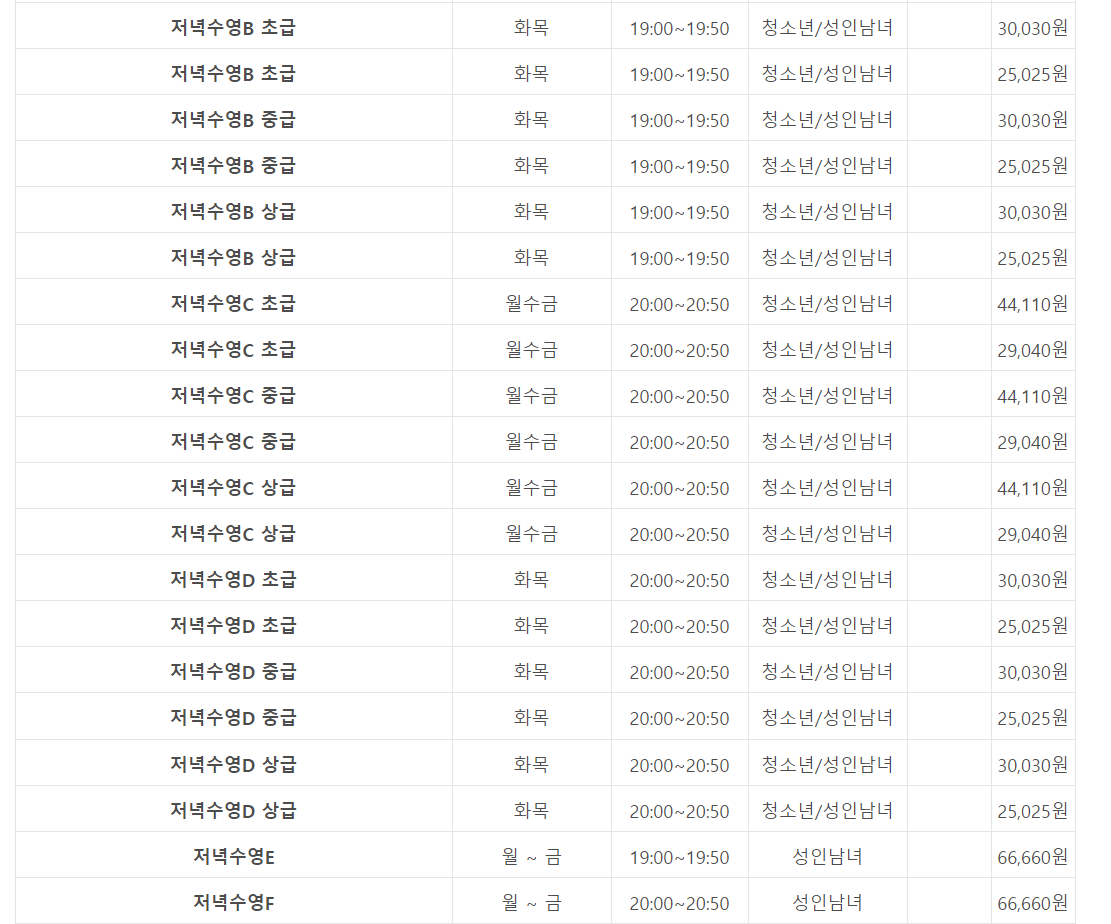 저녁수영B 초급 화목 19:00~19:50 청소년/성인남녀 30,030원
저녁수영B 초급 화목 19:00~19:50 청소년/성인남녀 25,025원
저녁수영B 중급 화목 19:00~19:50 청소년/성인남녀 30,030원
저녁수영B 중급 화목 19:00~19:50 청소년/성인남녀 25,025원
저녁수영B 상급 화목 19:00~19:50 청소년/성인남녀 30,030원
저녁수영B 상급 화목 19:00~19:50 청소년/성인남녀 25,025원
저녁수영C 초급 월수금 20:00~20:50 청소년/성인남녀 44,110원
저녁수영C 초급 월수금 20:00~20:50 청소년/성인남녀 29,040원
저녁수영C 중급 월수금 20:00~20:50 청소년/성인남녀 44,110원
저녁수영C 중급 월수금 20:00~20:50 청소년/성인남녀 29,040원
저녁수영C 상급 월수금 20:00~20:50 청소년/성인남녀 44,110원
저녁수영C 상급 월수금 20:00~20:50 청소년/성인남녀 29,040원
저녁수영D 초급 화목 20:00~20:50 청소년/성인남녀 30,030원
저녁수영D 초급 화목 20:00~20:50 청소년/성인남녀 25,025원
저녁수영D 중급 화목 20:00~20:50 청소년/성인남녀 30,030원
저녁수영D 중급 화목 20:00~20:50 청소년/성인남녀 25,025원
저녁수영D 상급 화목 20:00~20:50 청소년/성인남녀 30,030원
저녁수영D 상급 화목 20:00~20:50 청소년/성인남녀 25,025원
저녁수영E 월 ~ 금 19:00~19:50 성인남녀 66,660원
저녁수영F 월 ~ 금 20:00~20:50 성인남녀 66,660원